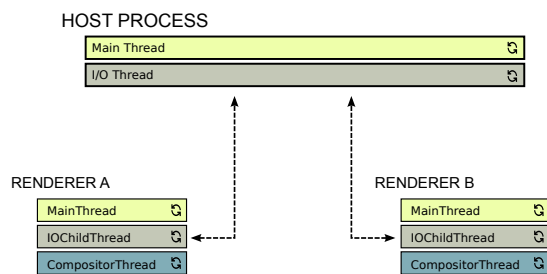 HOST PROCESS
Main Thread
I/O Thread
RENDERER A
MainThread
IOChildThread
CompositorThread
RENDERER B
MainThread
IOChildThread
CompositorThread